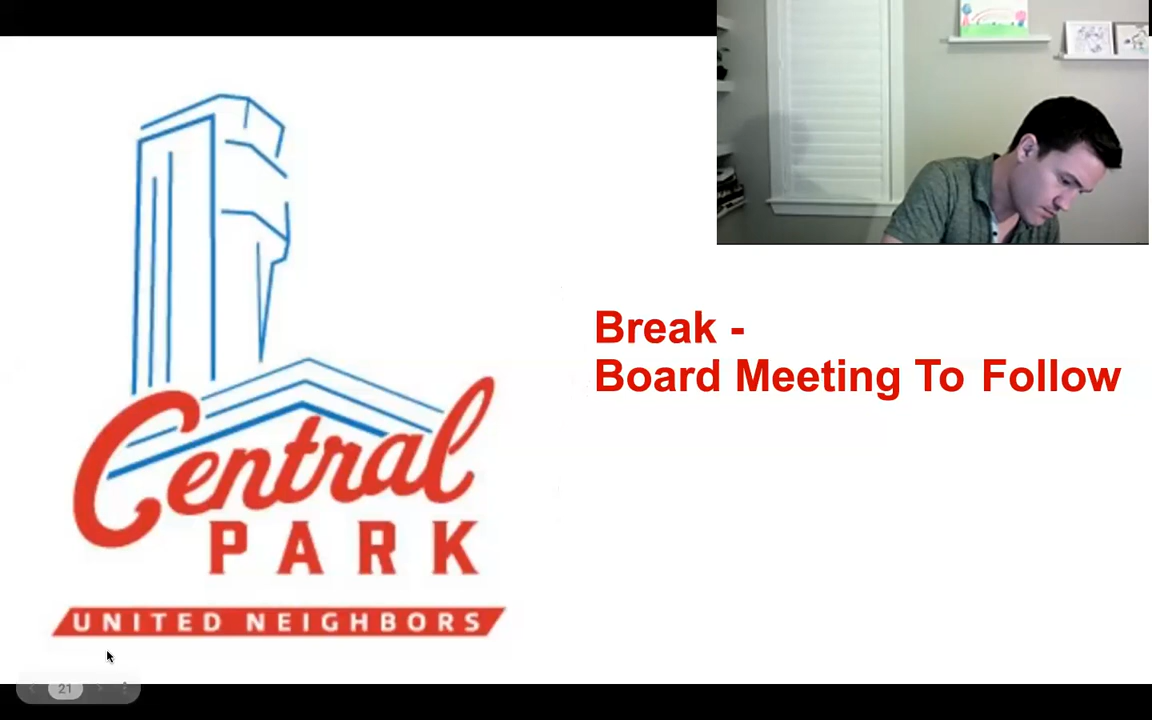 Break -
Board Meeting To Follow
Central
PARK
UNITED NEIGHBORS
21